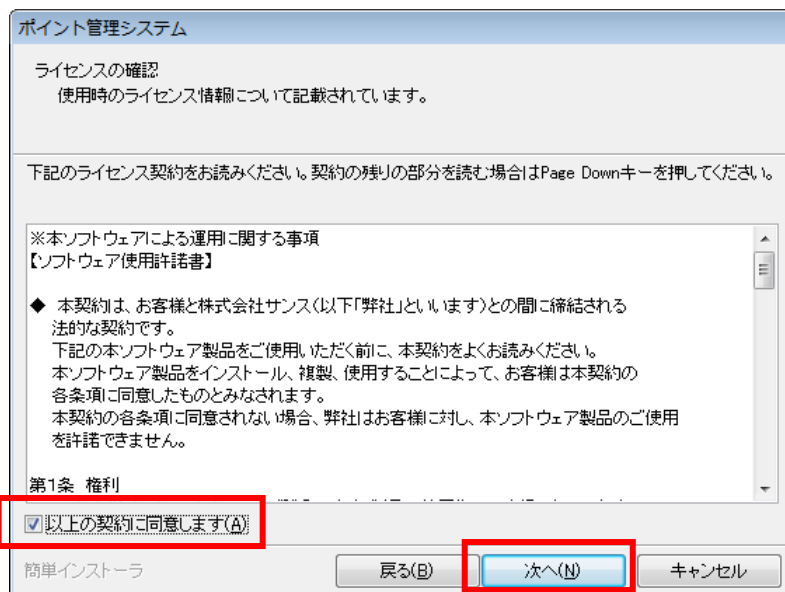 ポイント管理システム
ライセンスの確認
使用時のライセンス情報について記載されています。
下記のライセンス契約をお読みください。契約の残りの部分を読む場合はPage Downキーを押してください。
※本ソフトウェアによる運用に関する事項
【ソフトウェア使用許諾書】
◆ 本契約は、お客様と株式会社サンス(以下「弊社」といいます)との間に締結される
法的な契約です。
下記の本ソフトウェア製品をご使用いただく前に、本契約をよくお読みください。
本ソフトウェア製品をインストール、複製、使用することによって、お客様は本契約の
各条項に同意したものとみなされます。
本契約の各条項に同意されない場合、弊社はお客様に対し、本ソフトウェア製品のご使用
を許諾できません。
第1条 権利
以上の契約に同意します(A)
簡単インストーラ
戻る(B)
次へ(N)
キャンセル